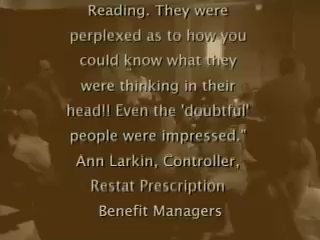 Reading. They were
perplexed as to how you
could know what they
were thinking in their
head!! Even the 'doubtful'
people were impressed."
Ann Larkin, Controller,
Restat Prescription
Benefit Managers